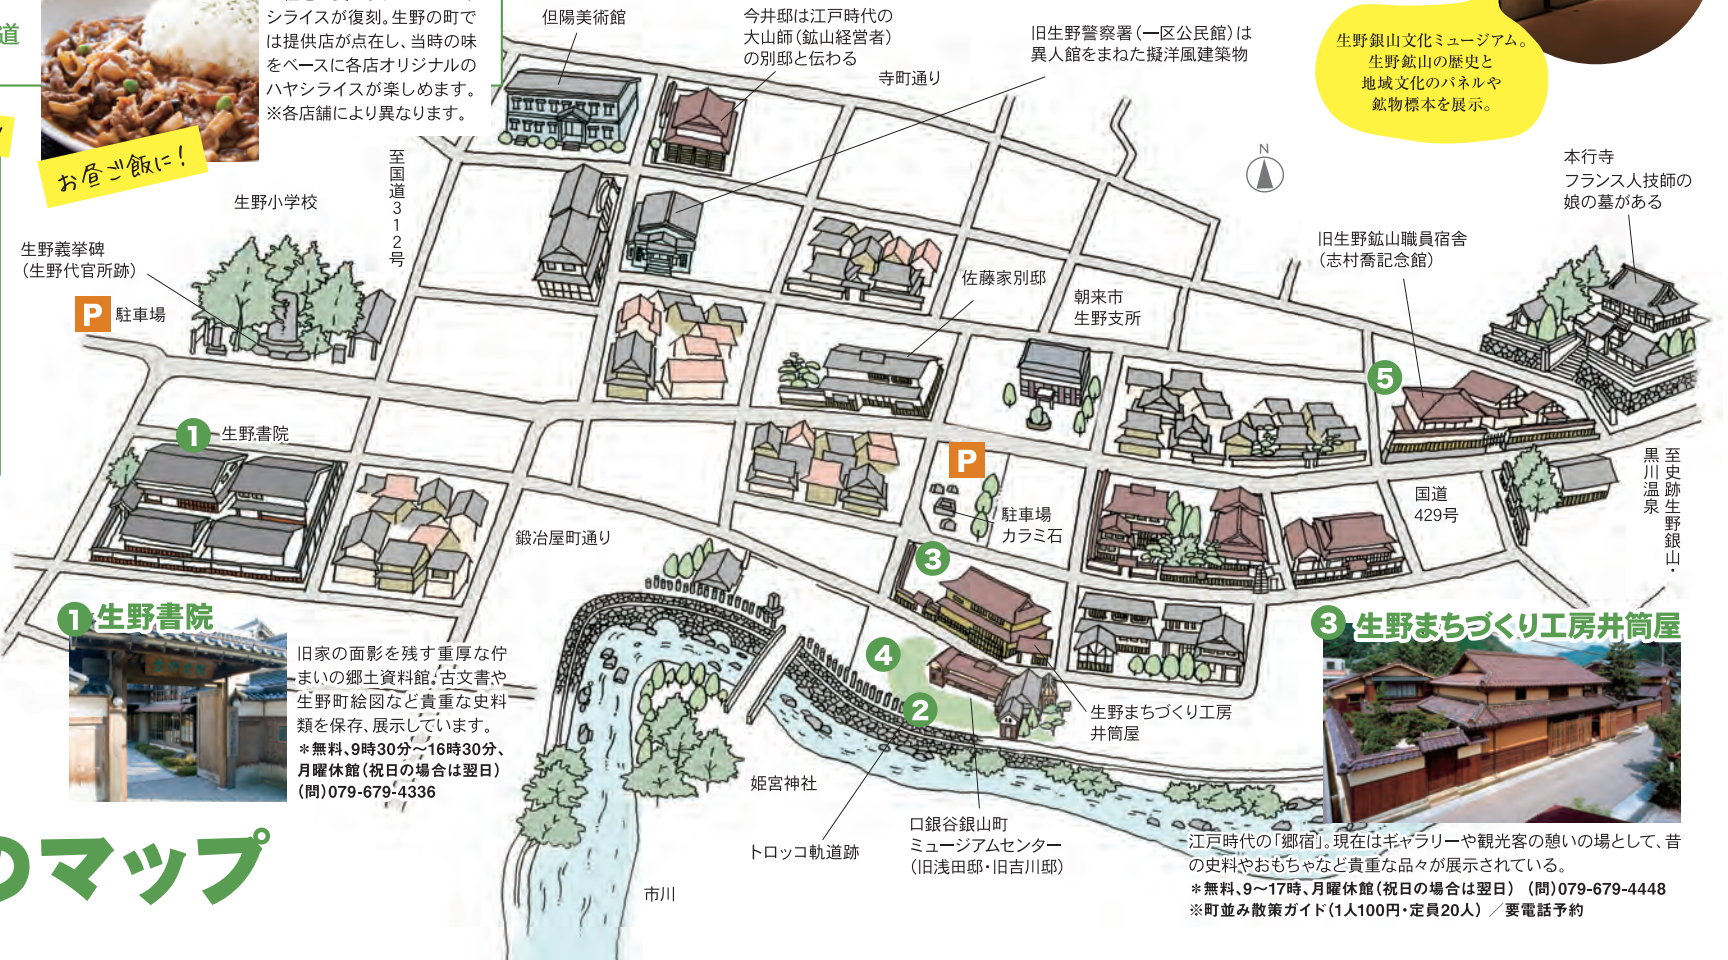 道
シライスが復刻。生野の町で
は提供店が点在し、当時の味
をベースに各店オリジナルの
ハヤシライスが楽しめます。
※各店舗により異なります。
お昼ご飯に!
但陽美術館
今井邸は江戸時代の
大山師(鉱山経営者)
の別邸と伝わる
寺町通り
旧生野警察署(一区公民館)は
異人館をまねた擬洋風建築物
生野銀山文化ミュージアム。
生野鉱山の歴史と
地域文化のパネルや
鉱物標本を展示。
N
本行寺
フランス人技師の
娘の墓がある
至国道312号
生野小学校
生野義挙碑
(生野代官所跡)
P 駐車場
旧生野鉱山職員宿舎
(志村喬記念館)
佐藤家別邸
朝来市
生野支所
5
1 生野書院
P
駐車場
カラミ石
国道
429号
至史跡生野銀山・
黒川温泉
鍛冶屋町通り
3
4
2
1 生野書院
旧家の面影を残す重厚な佇
まいの郷土資料館。古文書や
生野町絵図など貴重な史料
類を保存、展示しています。
*無料、9時30分~16時30分、
月曜休館(祝日の場合は翌日)
(問)079-679-4336
生野まちづくり工房
井筒屋
姫宮神社
トロッコ軌道跡
口銀谷銀山町
ミュージアムセンター
(旧浅田邸・旧吉川邸)
市川
3 生野まちづくり工房井筒屋
江戸時代の「郷宿」。現在はギャラリーや観光客の憩いの場として、昔
の史料やおもちゃなど貴重な品々が展示されている。
*無料、9~17時、月曜休館(祝日の場合は翌日) (問)079-679-4448
※町並み散策ガイド(1人100円・定員20人)/要電話予約
のマップ